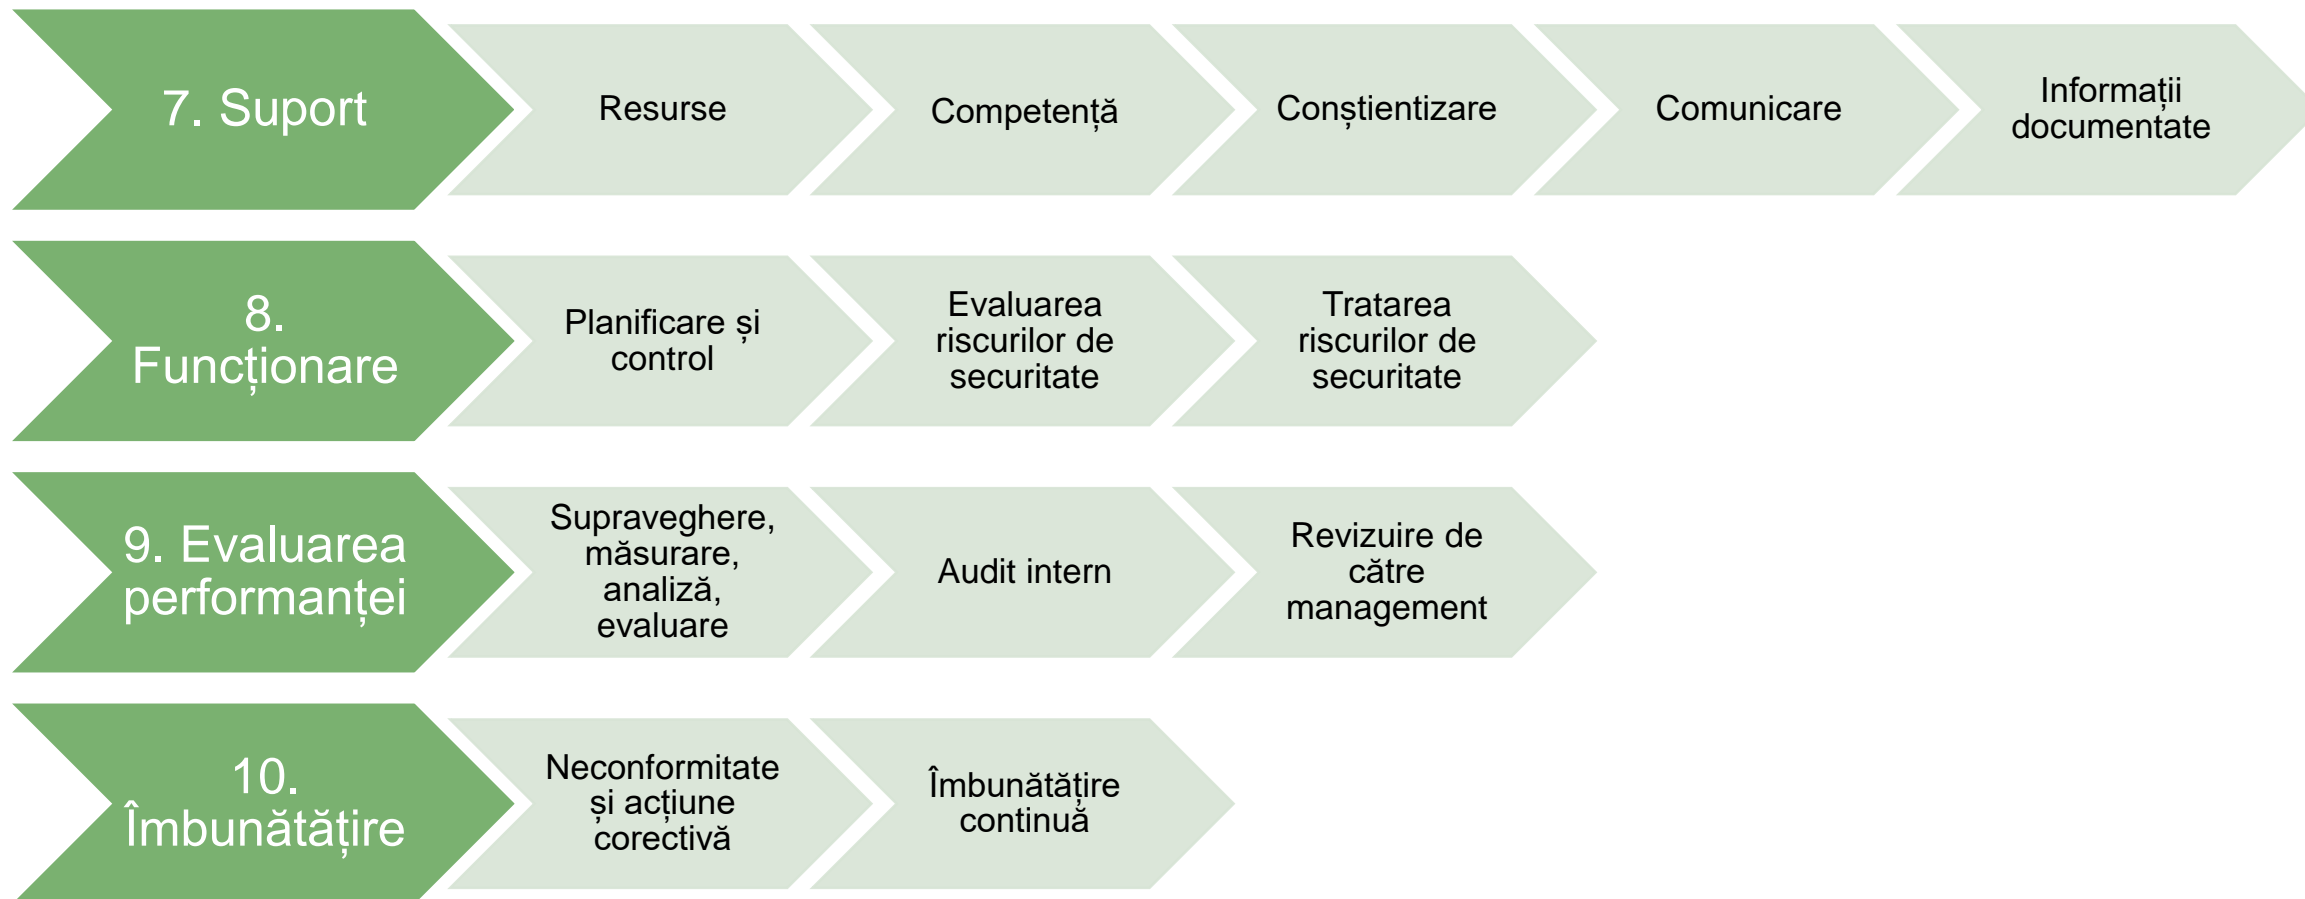 7. Suport
Resurse
Competență
Conștientizare
Comunicare
Informații
documentate
8.
Funcționare
Planificare și
control
Evaluarea
riscurilor de
securitate
Tratarea
riscurilor de
securitate
9. Evaluarea
performanței
Supraveghere,
măsurare,
analiză,
evaluare
Audit intern
Revizuire de
către
management
10.
Îmbunătățire
Neconformitate
și acțiune
corectivă
Îmbunătățire
continuă